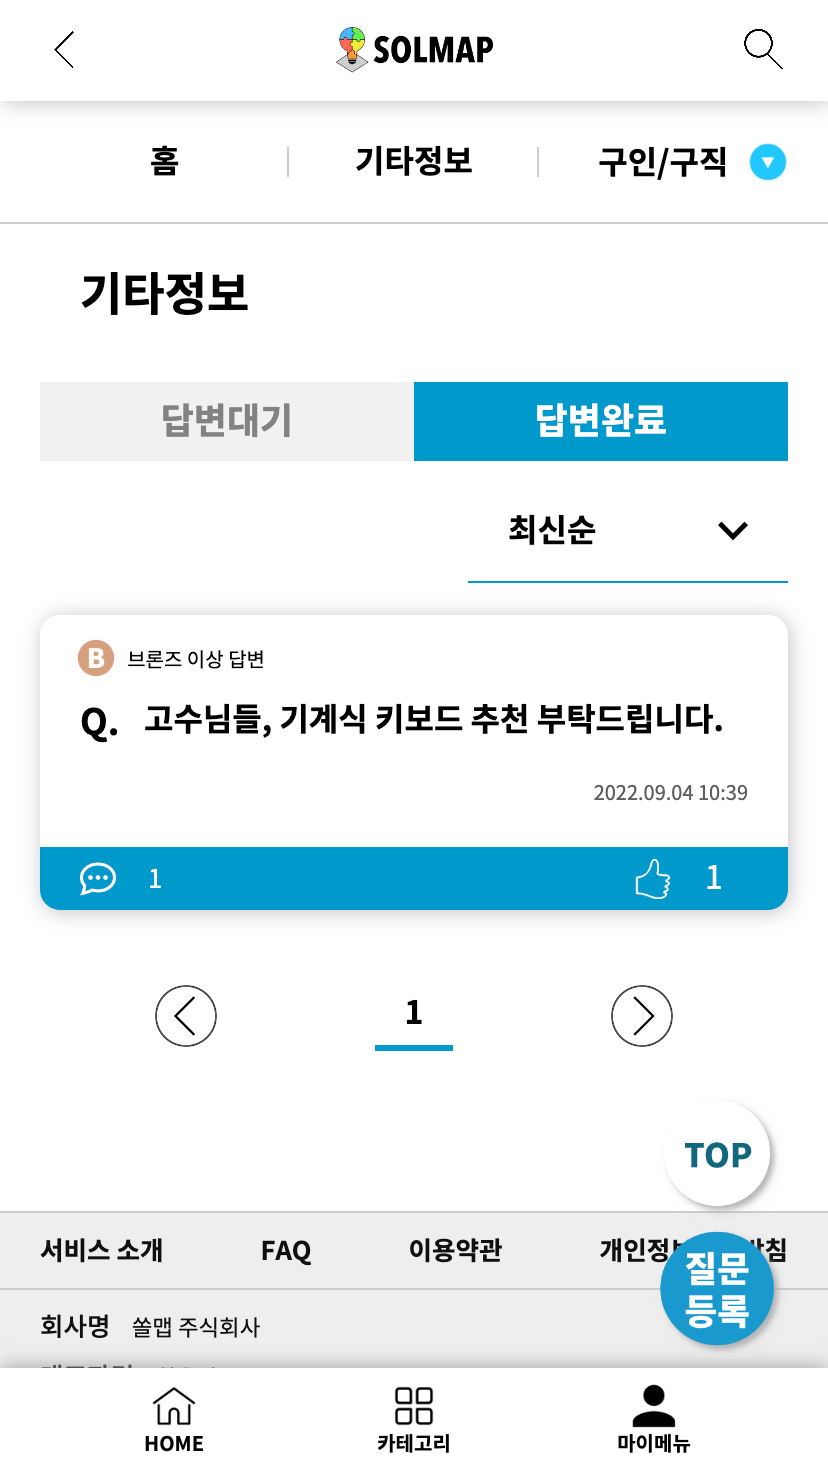 SOLMAP
홈
기타정보
구인/구직
기타정보
답변대기
답변완료
최신순
B 브론즈 이상 답변
Q. 고수님들, 기계식 키보드 추천 부탁드립니다.
2022.09.04 10:39
1
1
1
TOP
서비스 소개
FAQ
이용약관
개인정보
방침
질문
등록
회사명 쏠맵 주식회사
HOME
카테고리
마이메뉴